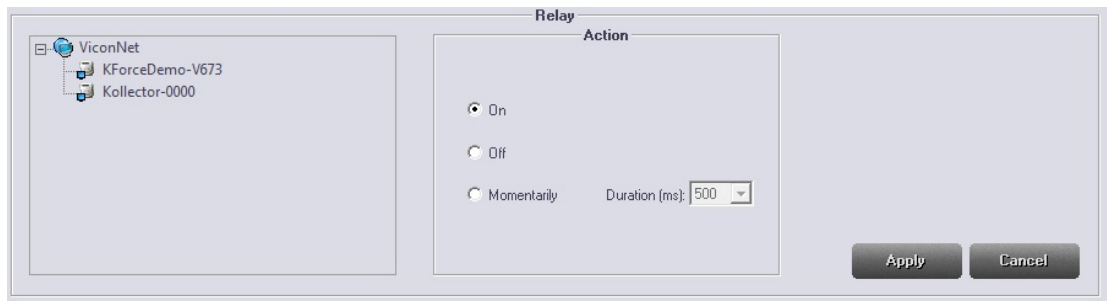 Relay
ViconNet
KForceDemo-V673
Kollector-0000
Action
On
Off
Momentarily Duration (ms): 500
Apply Cancel